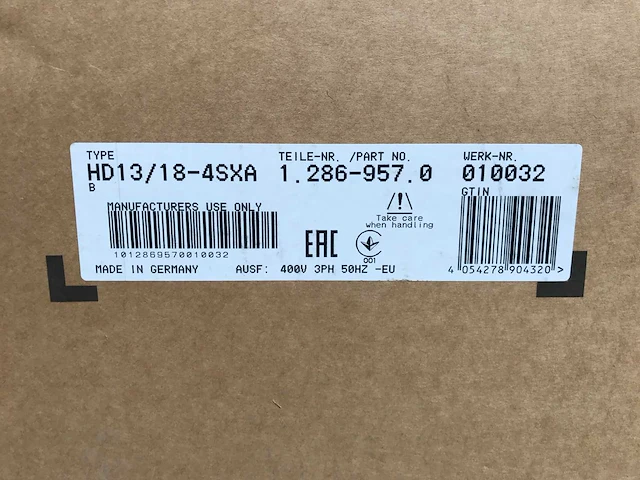 TYPE TEILE-NR. /PART NO. WERK-NR.
HD13/18-4SXA 1.286-957.0 010032
B GTIN
MANUFACTURERS USE ONLY
/!\
Take care
when handling
1012869570010032
EAC
001
MADE IN GERMANY AUSF: 400V 3PH 50HZ -EU
4 054278 904320 >